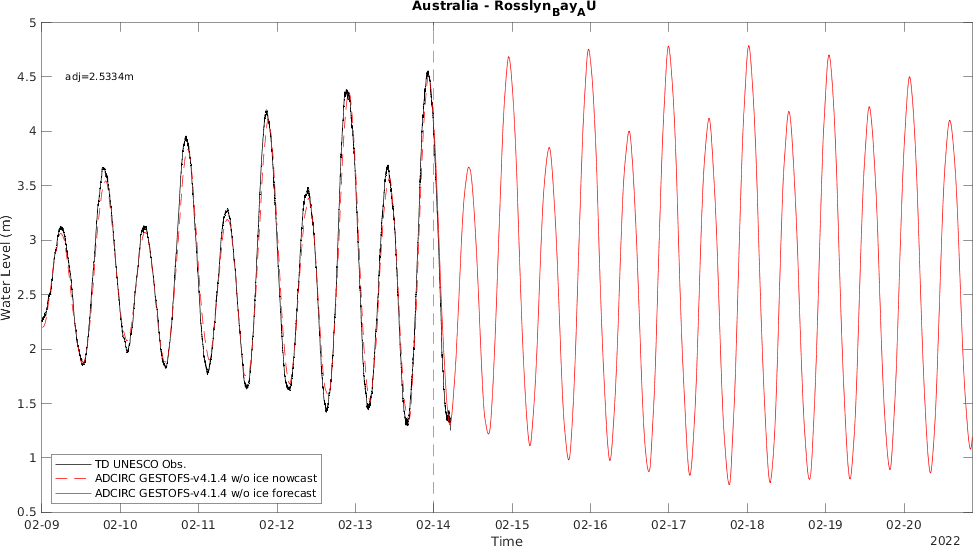 Australia - Rosslyn_Bay_AU
5
4.5
4
3.5
3
2.5
2
1.5
1
0.5
Water Level (m)
adj=2.5334m
TD UNESCO Obs.
ADCIRC GESTOFS-v4.1.4 w/o ice nowcast
ADCIRC GESTOFS-v4.1.4 w/o ice forecast
02-09 02-10 02-11 02-12 02-13 02-14 02-15 02-16 02-17 02-18 02-19 02-20
Time
2022